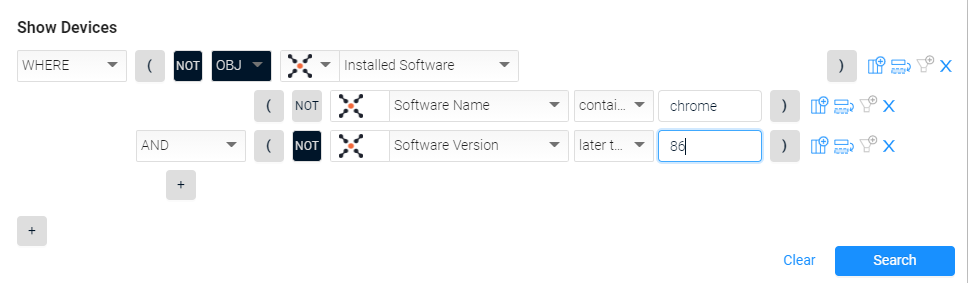 Show Devices
WHERE ( NOT OBJ Installed Software )
( NOT Software Name contai... chrome )
AND ( NOT Software Version later t... 86 )
+
+
Clear Search